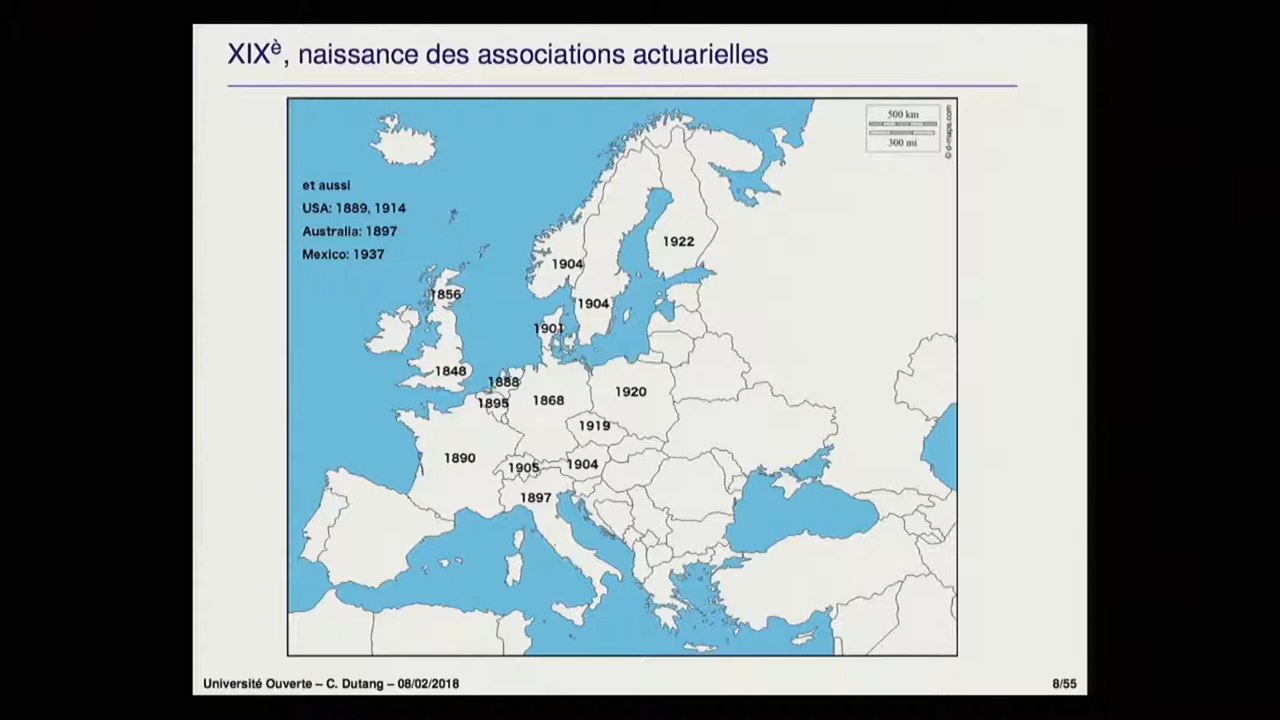 XIXè, naissance des associations actuarielles
500 km
300 mi
© d-maps.com
et aussi
USA: 1889, 1914
Australia: 1897
Mexico: 1937
1922
1904
1856
1904
1901
1848
1888
1895
1868
1920
1919
1890
1905
1904
1897
Université Ouverte – C. Dutang – 08/02/2018
8/55